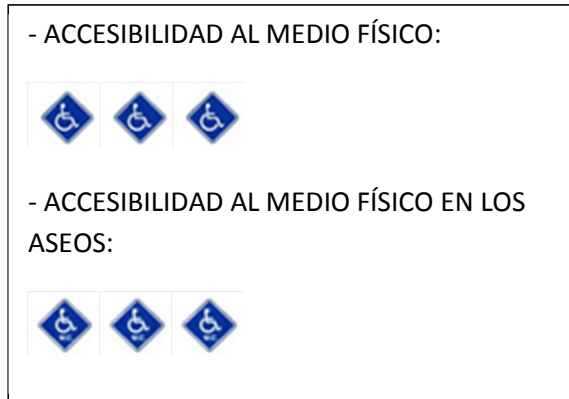 - ACCESIBILIDAD AL MEDIO FÍSICO:
- ACCESIBILIDAD AL MEDIO FÍSICO EN LOS
ASEOS: